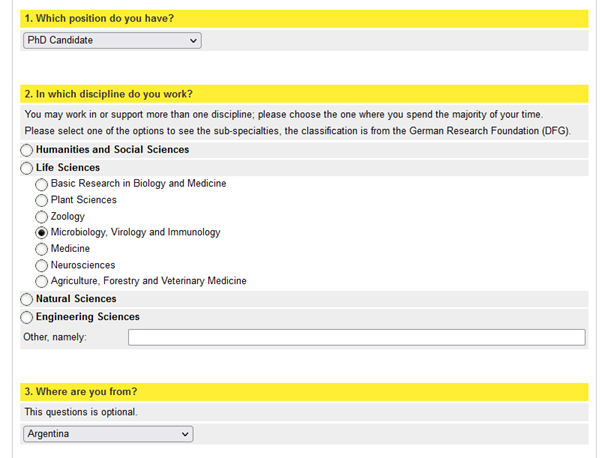 1. Which position do you have?
PhD Candidate
2. In which discipline do you work?
You may work in or support more than one discipline; please choose the one where you spend the majority of your time.
Please select one of the options to see the sub-specialties, the classification is from the German Research Foundation (DFG).
Humanities and Social Sciences
Life Sciences
Basic Research in Biology and Medicine
Plant Sciences
Zoology
Microbiology, Virology and Immunology
Medicine
Neurosciences
Agriculture, Forestry and Veterinary Medicine
Natural Sciences
Engineering Sciences
Other, namely:
3. Where are you from?
This questions is optional.
Argentina